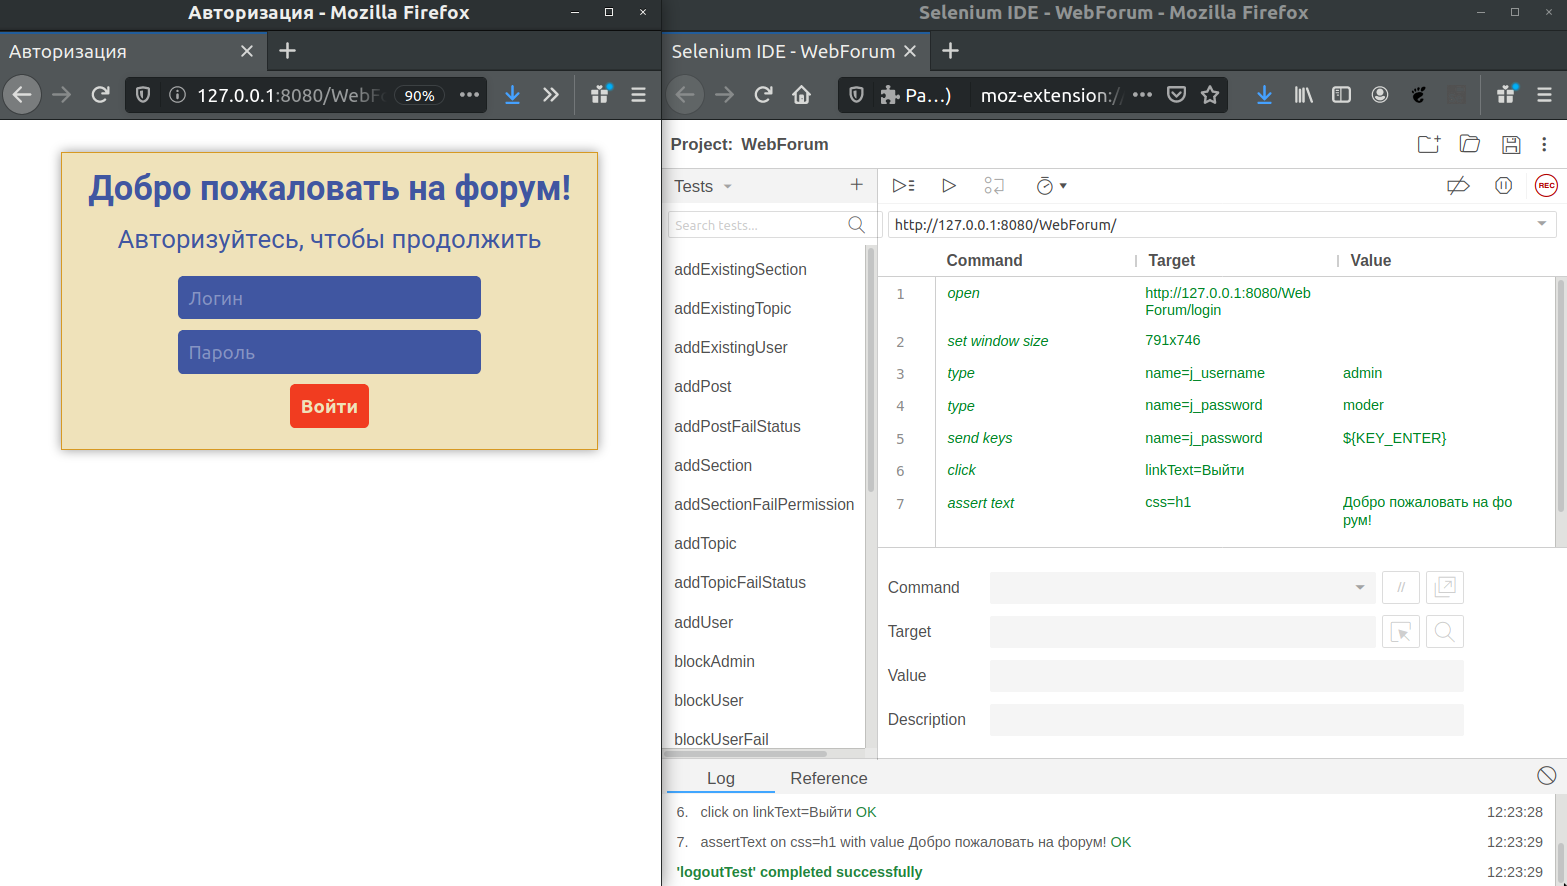 Авторизация - Mozilla Firefox
Авторизация
127.0.0.1:8080/WebF
90%
Добро пожаловать на форум!
Авторизуйтесь, чтобы продолжить
Логин
Пароль
Войти
Selenium IDE - WebForum - Mozilla Firefox
Selenium IDE - WebForum
Ра...)
moz-extension:/
Project: WebForum
Tests
REC
Search tests...
http://127.0.0.1:8080/WebForum/
addExistingSection
addExistingTopic
addExistingUser
addPost
addPostFailStatus
addSection
addSectionFailPermission
addTopic
addTopicFailStatus
addUser
blockAdmin
blockUser
blockUserFail
Command Target Value
1 open http://127.0.0.1:8080/Web
Forum/login
2 set window size 791x746
3 type name=j_username admin
4 type name=j_password moder
5 send keys name=j_password ${KEY_ENTER}
6 click linkText=Выйти
7 assert text css=h1 Добро пожаловать на фо
рум!
Command //
Target
Value
Description
Log Reference
6. click on linkText=Выйти OK 12:23:28
7. assertText on css=h1 with value Добро пожаловать на форум! OK 12:23:29
'logoutTest' completed successfully 12:23:29